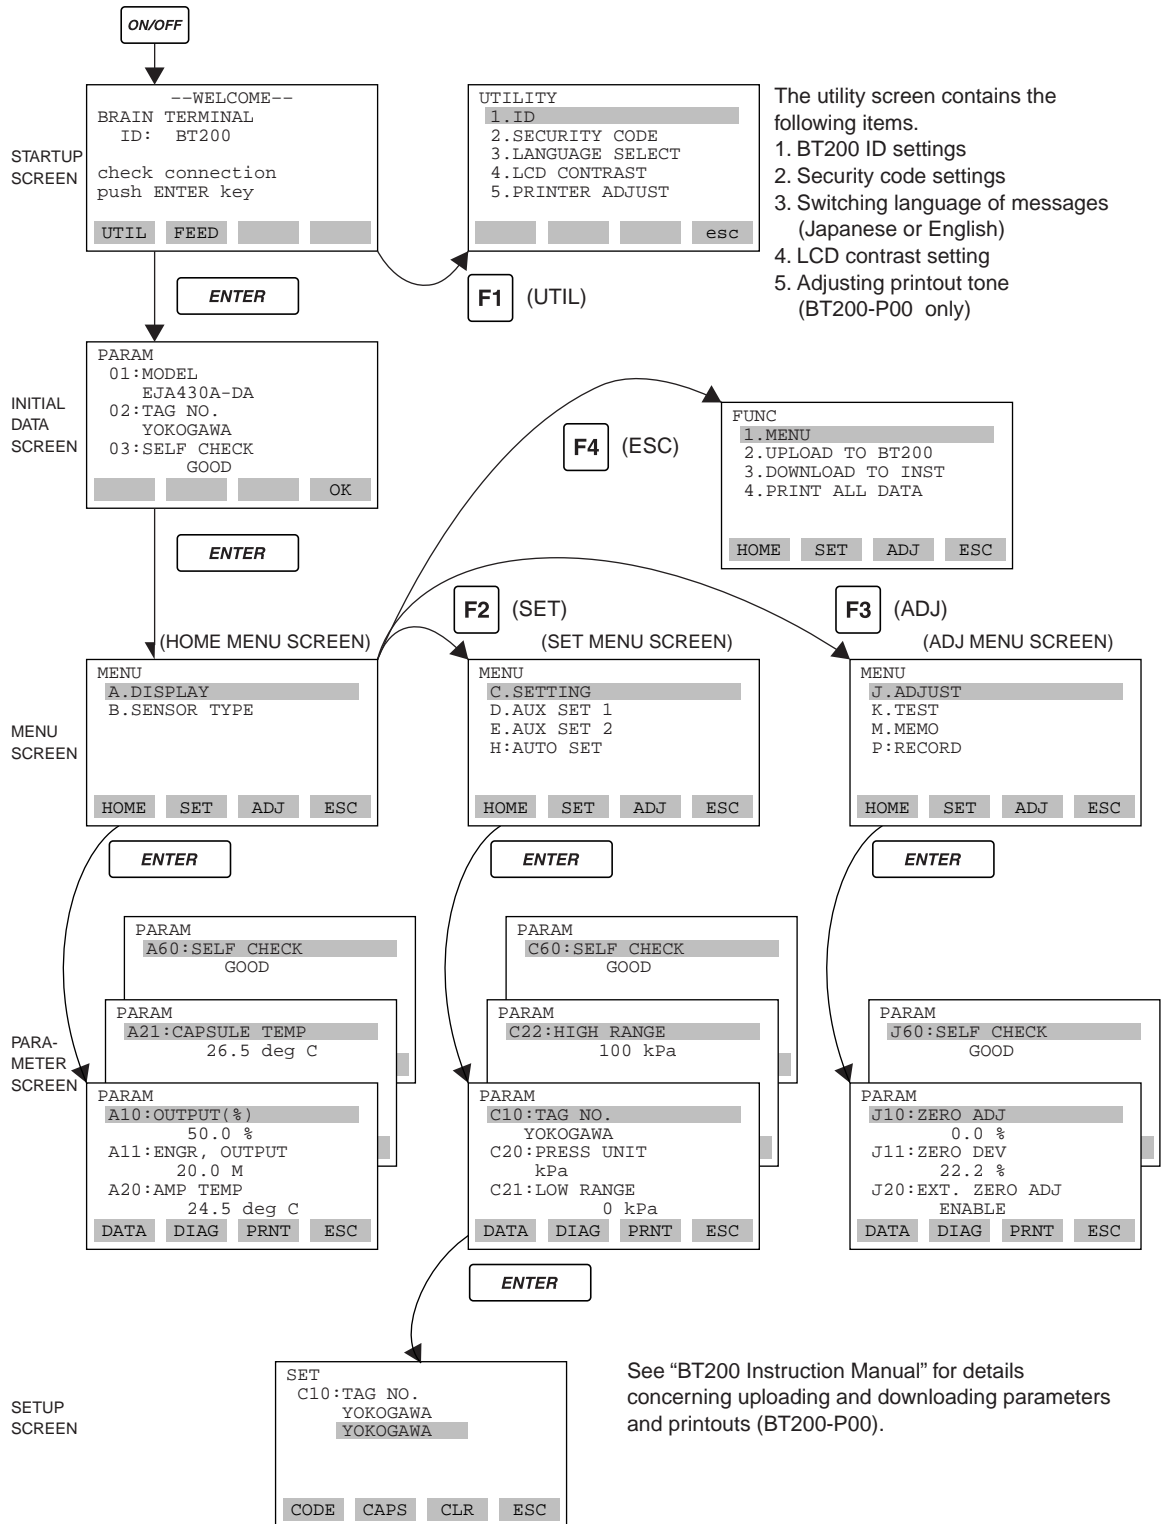 ON/OFF
STARTUP
SCREEN
--WELCOME--
BRAIN TERMINAL
ID: BT200
check connection
push ENTER key
UTIL FEED
UTILITY
1.ID
2.SECURITY CODE
3.LANGUAGE SELECT
4.LCD CONTRAST
5.PRINTER ADJUST
esc
The utility screen contains the
following items.
1. BT200 ID settings
2. Security code settings
3. Switching language of messages
(Japanese or English)
4. LCD contrast setting
5. Adjusting printout tone
(BT200-P00 only)
ENTER
F1 (UTIL)
INITIAL
DATA
SCREEN
PARAM
01:MODEL
EJA430A-DA
02:TAG NO.
YOKOGAWA
03:SELF CHECK
GOOD
OK
F4 (ESC)
FUNC
1.MENU
2.UPLOAD TO BT200
3.DOWNLOAD TO INST
4.PRINT ALL DATA
HOME SET ADJ ESC
ENTER
F2 (SET)
F3 (ADJ)
MENU
SCREEN
(HOME MENU SCREEN)
MENU
A.DISPLAY
B.SENSOR TYPE
HOME SET ADJ ESC
(SET MENU SCREEN)
MENU
C.SETTING
D.AUX SET 1
E.AUX SET 2
H:AUTO SET
HOME SET ADJ ESC
(ADJ MENU SCREEN)
MENU
J.ADJUST
K.TEST
M.MEMO
P:RECORD
HOME SET ADJ ESC
ENTER
ENTER
ENTER
PARA-
METER
SCREEN
PARAM
A60:SELF CHECK
GOOD
PARAM
A21:CAPSULE TEMP
26.5 deg C
PARAM
A10:OUTPUT(%)
50.0 %
A11:ENGR, OUTPUT
20.0 M
A20:AMP TEMP
24.5 deg C
DATA DIAG PRNT ESC
PARAM
C60:SELF CHECK
GOOD
PARAM
C22:HIGH RANGE
100 kPa
PARAM
C10:TAG NO.
YOKOGAWA
C20:PRESS UNIT
kPa
C21:LOW RANGE
0 kPa
DATA DIAG PRNT ESC
PARAM
J60:SELF CHECK
GOOD
PARAM
J10:ZERO ADJ
0.0 %
J11:ZERO DEV
22.2 %
J20:EXT. ZERO ADJ
ENABLE
DATA DIAG PRNT ESC
ENTER
SETUP
SCREEN
SET
C10:TAG NO.
YOKOGAWA
YOKOGAWA
CODE CAPS CLR ESC
See “BT200 Instruction Manual” for details
concerning uploading and downloading parameters
and printouts (BT200-P00).